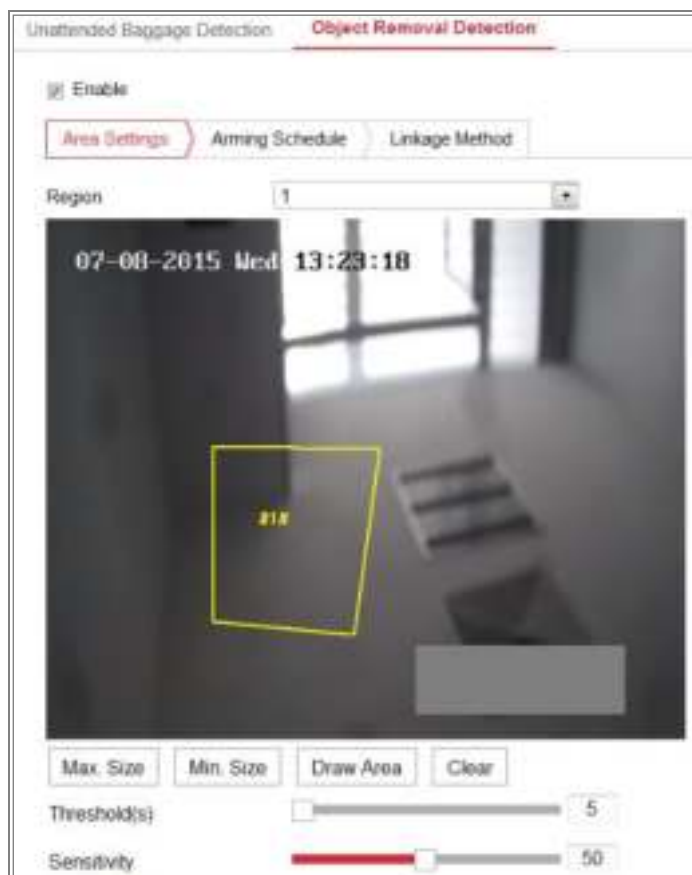 Unattended Baggage Detection Object Removal Detection
Enable
Area Settings Arming Schedule Linkage Method
Region 1
07-08-2015 Wed 13:23:18
#1#
Max. Size Min. Size Draw Area Clear
Threshold(s) 5
Sensitivity 50